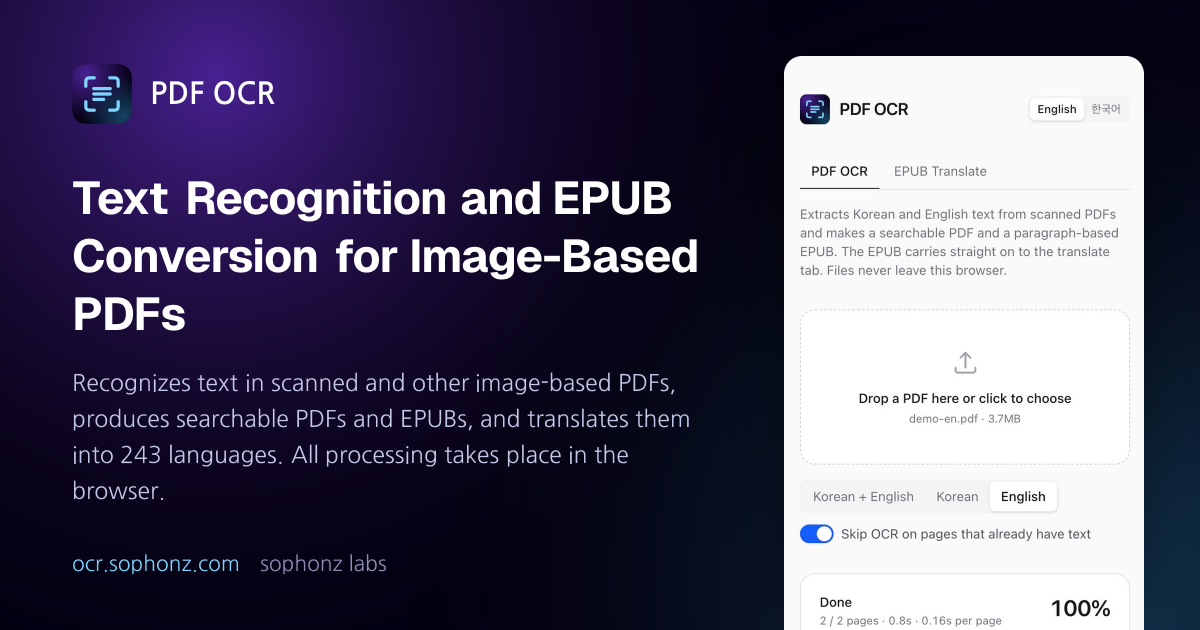 PDF OCR
Text Recognition and EPUB
Conversion for Image-Based
PDFs
Recognizes text in scanned and other image-based PDFs,
produces searchable PDFs and EPUBs, and translates them
into 243 languages. All processing takes place in the
browser.
ocr.sophonz.com sophonz labs
PDF OCR English 한국어
PDF OCR EPUB Translate
Extracts Korean and English text from scanned PDFs
and makes a searchable PDF and a paragraph-based
EPUB. The EPUB carries straight on to the translate
tab. Files never leave this browser.
Drop a PDF here or click to choose
demo-en.pdf · 3.7MB
Korean + English Korean English
Skip OCR on pages that already have text
Done 100%
2 / 2 pages · 0.8s · 0.16s per page